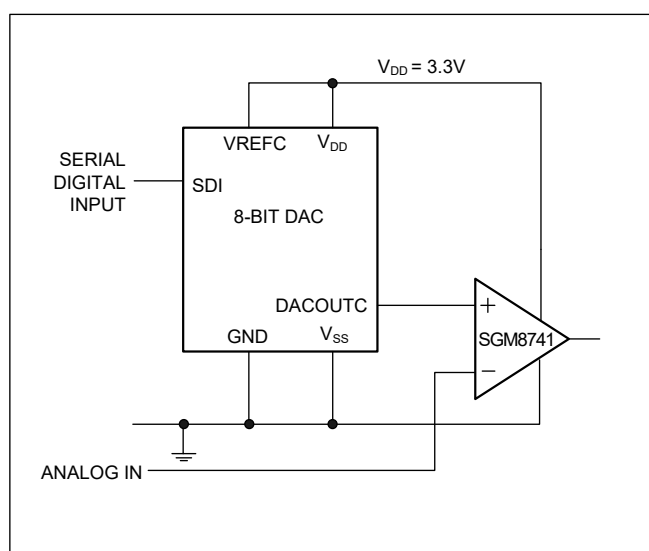 V_DD = 3.3V
VREFC
V_DD
SERIAL
DIGITAL
INPUT
SDI
8-BIT DAC
DACOUTC
+
GND
V_SS
SGM8741
−
ANALOG IN